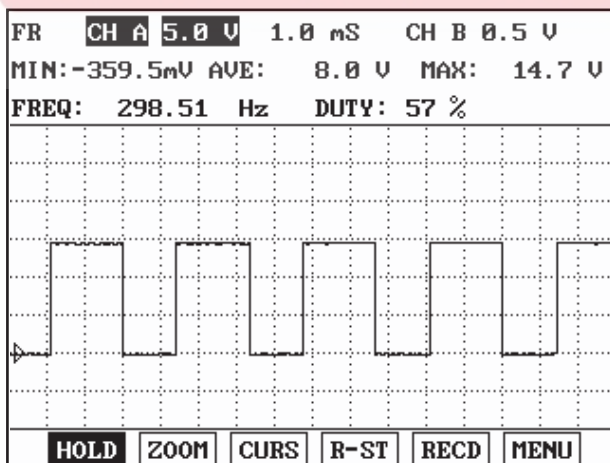 FR CH A 5.0 V 1.0 mS CH B 0.5 V
MIN:-359.5mV AVE: 8.0 V MAX: 14.7 V
FREQ: 298.51 Hz DUTY: 57 %
HOLD ZOOM CURS R-ST RECD MENU